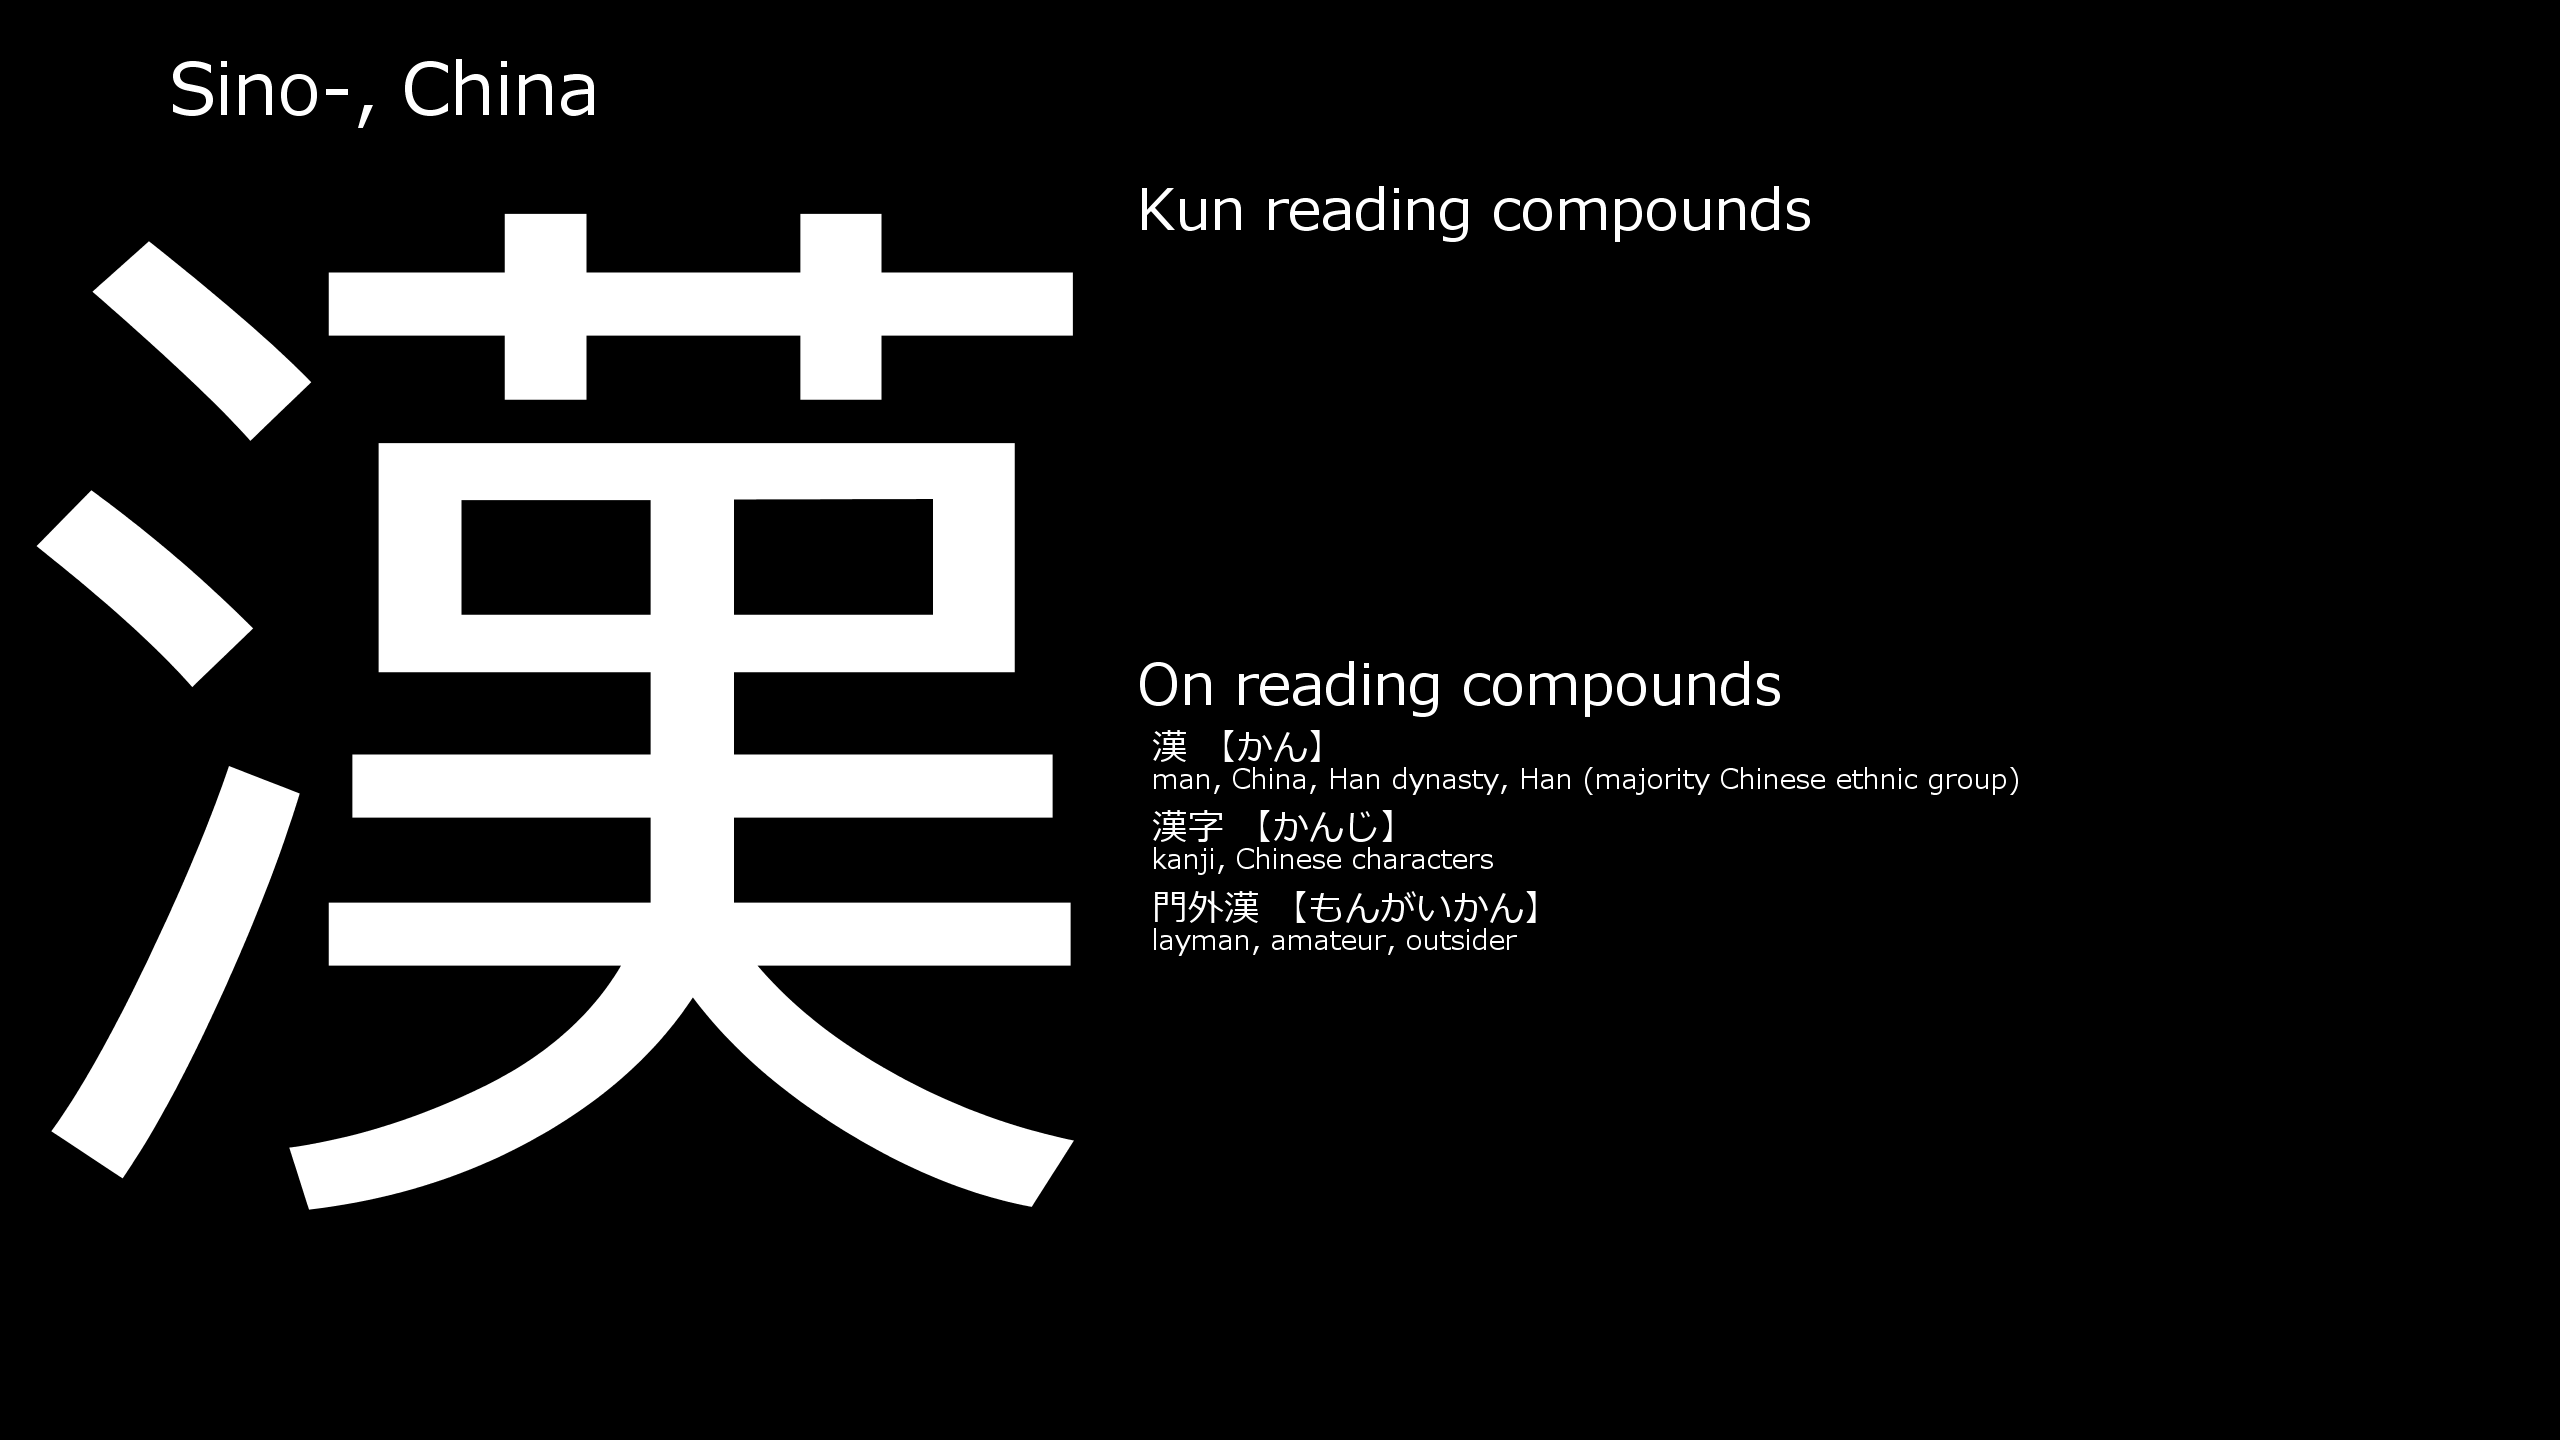 Sino-, China
漢
Kun reading compounds
On reading compounds
漢 【かん】
man, China, Han dynasty, Han (majority Chinese ethnic group)
漢字 【かんじ】
kanji, Chinese characters
門外漢 【もんがいかん】
layman, amateur, outsider